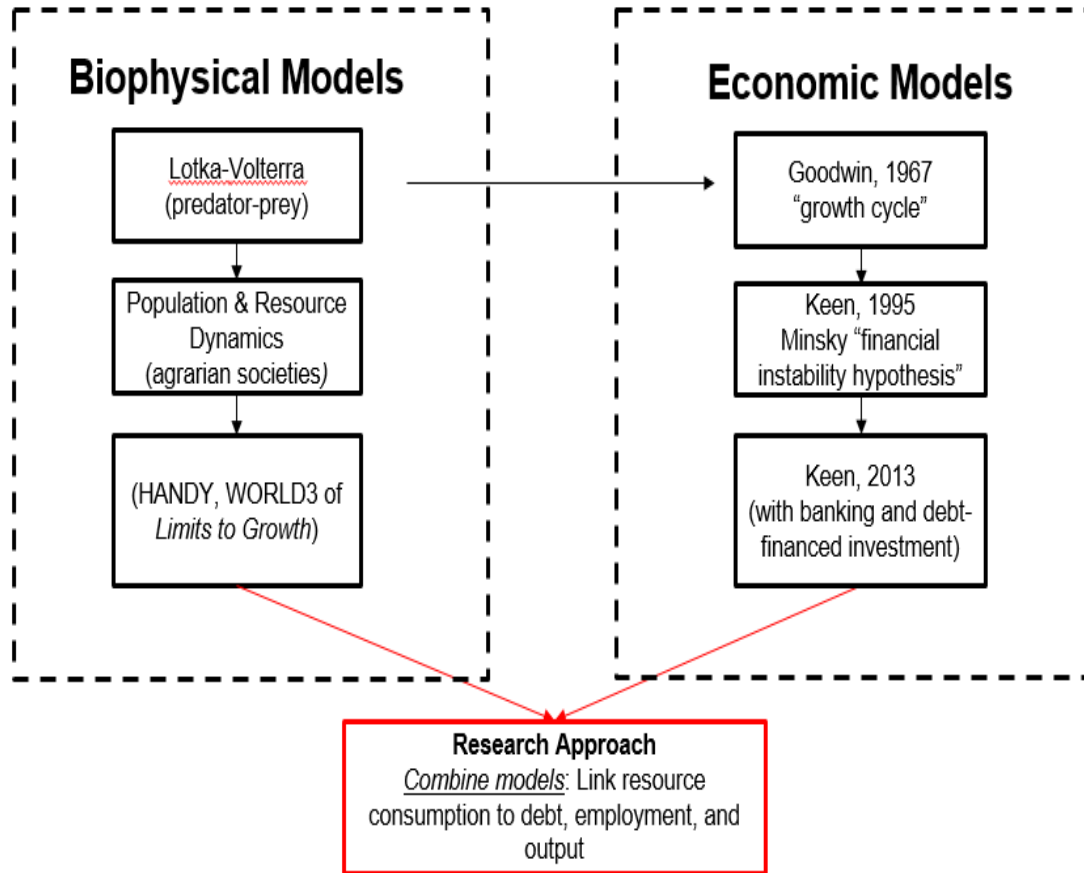 Biophysical Models
Lotka-Volterra
(predator-prey)
Population & Resource
Dynamics
(agrarian societies)
(HANDY, WORLD3 of
Limits to Growth)
Economic Models
Goodwin, 1967
“growth cycle”
Keen, 1995
Minsky “financial
instability hypothesis”
Keen, 2013
(with banking and debt-
financed investment)
Research Approach
Combine models: Link resource
consumption to debt, employment, and
output